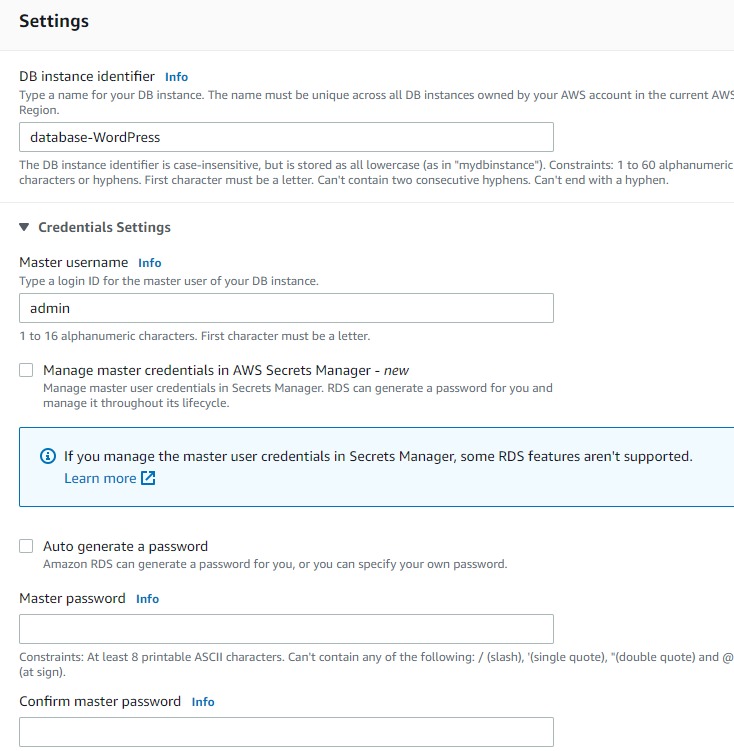 Settings
DB instance identifier Info
Type a name for your DB instance. The name must be unique across all DB instances owned by your AWS account in the current AWS
Region.
database-WordPress
The DB instance identifier is case-insensitive, but is stored as all lowercase (as in "mydbinstance"). Constraints: 1 to 60 alphanumeric
characters or hyphens. First character must be a letter. Can't contain two consecutive hyphens. Can't end with a hyphen.
Credentials Settings
Master username Info
Type a login ID for the master user of your DB instance.
admin
1 to 16 alphanumeric characters. First character must be a letter.
Manage master credentials in AWS Secrets Manager - new
Manage master user credentials in Secrets Manager. RDS can generate a password for you and
manage it throughout its lifecycle.
If you manage the master user credentials in Secrets Manager, some RDS features aren't supported.
Learn more
Auto generate a password
Amazon RDS can generate a password for you, or you can specify your own password.
Master password Info
Constraints: At least 8 printable ASCII characters. Can't contain any of the following: / (slash), '(single quote), "(double quote) and @
(at sign).
Confirm master password Info